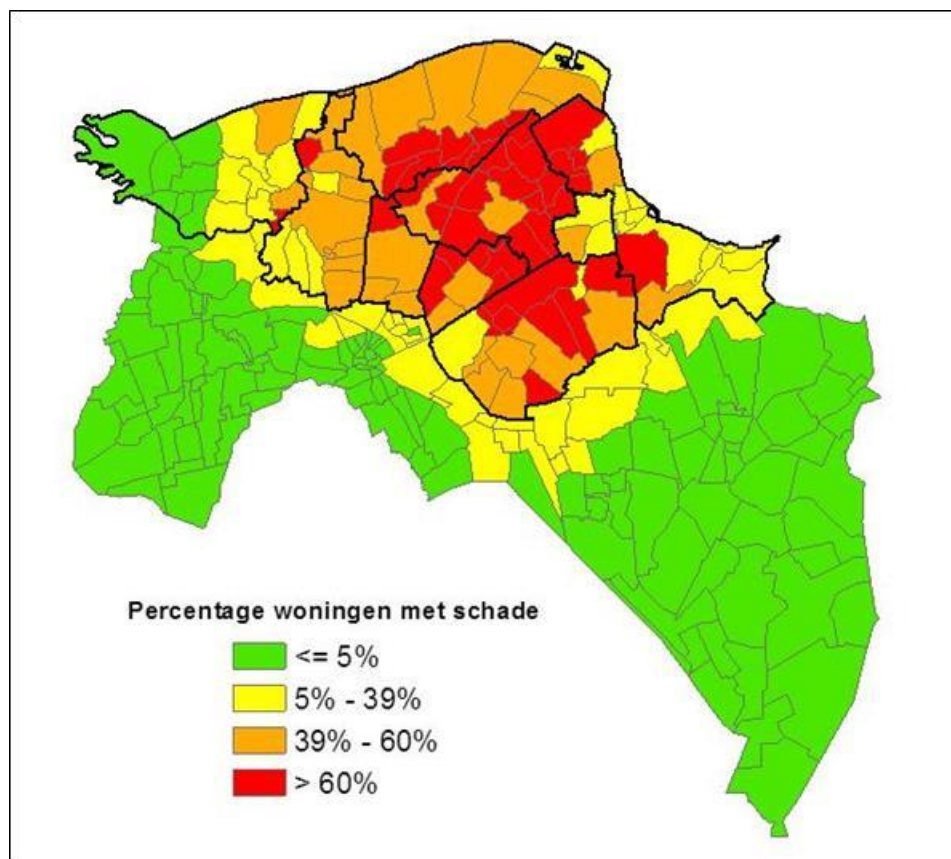 Percentage woningen met schade
<= 5%
5% - 39%
39% - 60%
> 60%